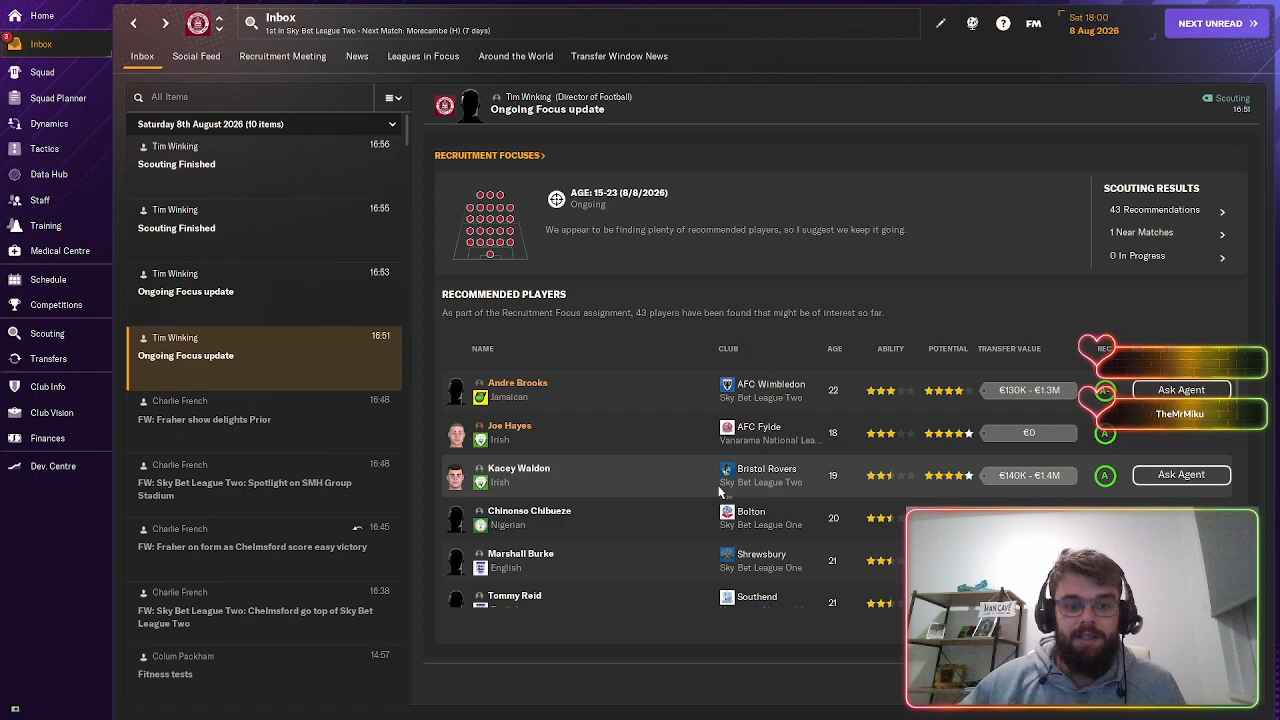 Home
3
Inbox
Squad
Squad Planner
Dynamics
Tactics
Data Hub
Staff
Training
Medical Centre
Schedule
Competitions
Scouting
Transfers
Club Info
Club Vision
Finances
Dev. Centre
Inbox
1st in Sky Bet League Two - Next Match: Morecambe (H) (7 days)
FM
Sat 18:00
8 Aug 2026
NEXT UNREAD
Inbox
Social Feed
Recruitment Meeting
News
Leagues in Focus
Around the World
Transfer Window News
All Items
Saturday 8th August 2026 (10 items)
Tim Winking 16:56
Scouting Finished
Tim Winking 16:55
Scouting Finished
Tim Winking 16:53
Ongoing Focus update
Tim Winking 16:51
Ongoing Focus update
Charlie French 16:48
FW: Fraher show delights Prior
Charlie French 16:48
FW: Sky Bet League Two: Spotlight on SMH Group
Stadium
Charlie French 16:45
FW: Fraher on form as Chelmsford score easy victory
Charlie French 16:38
FW: Sky Bet League Two: Chelmsford go top of Sky Bet
League Two
Colum Packham 14:57
Fitness tests
Tim Winking (Director of Football)
Ongoing Focus update
Scouting
16:51
RECRUITMENT FOCUSES>
AGE: 15-23 (8/8/2026)
Ongoing
We appear to be finding plenty of recommended players, so I suggest we keep it going.
SCOUTING RESULTS
43 Recommendations
1 Near Matches
0 In Progress
RECOMMENDED PLAYERS
As part of the Recruitment Focus assignment, 43 players have been found that might be of interest so far.
NAME CLUB AGE ABILITY POTENTIAL TRANSFER VALUE REC
Andre Brooks AFC Wimbledon 22 €130K - €1.3M Ask Agent
Jamaican Sky Bet League Two
Joe Hayes AFC Fylde 18 €0 A
Irish Vanarama National Lea...
TheMrMiku
Kacey Waldon Bristol Rovers 19 €140K - €1.4M A Ask Agent
Irish Sky Bet League Two
Chinonso Chibueze Bolton 20
Nigerian Sky Bet League One
Marshall Burke Shrewsbury 21
English Sky Bet League One
Tommy Reid Southend 21
MAN CAVE